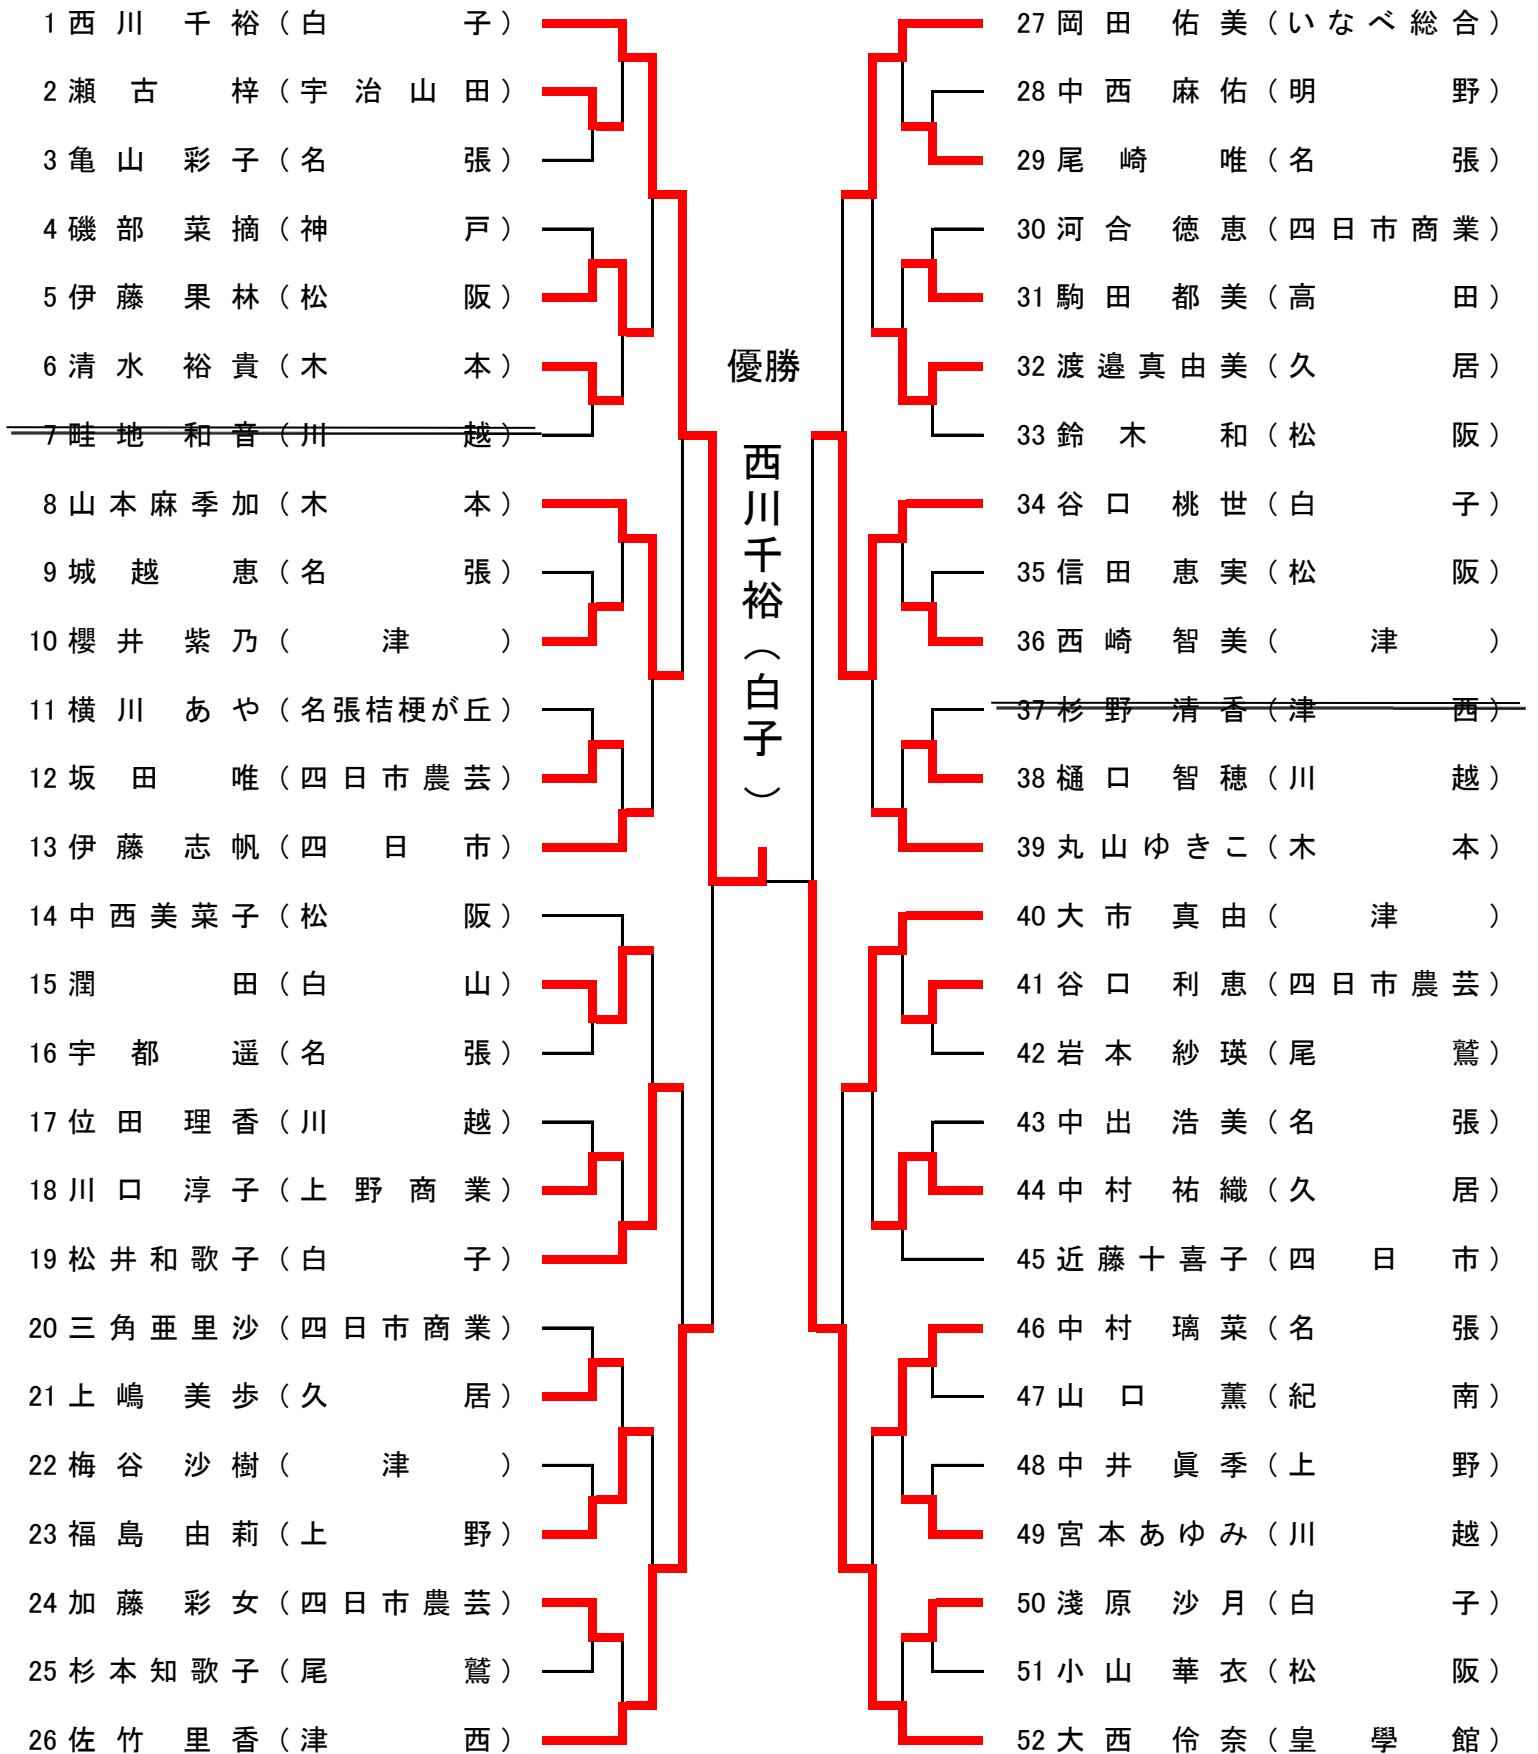 1 西川 千裕（白子）
2 瀬古 梓（宇治山田）
3 亀山 彩子（名張）
4 磯部 菜摘（神戸）
5 伊藤 果林（松阪）
6 清水 裕貴（木本）
7 畦地 和音（川越）
8 山本麻季加（木本）
9 城越 恵（名張）
10 櫻井 紫乃（津）
11 横川 あや（名張桔梗が丘）
12 坂田 唯（四日市農芸）
13 伊藤 志帆（四日市）
14 中西美菜子（松阪）
15 潤田（白山）
16 宇都 遥（名張）
17 位田 理香（川越）
18 川口 淳子（上野商業）
19 松井和歌子（白子）
20 三角亜里沙（四日市商業）
21 上嶋 美歩（久居）
22 梅谷 沙樹（津）
23 福島 由莉（上野）
24 加藤 彩女（四日市農芸）
25 杉本知歌子（尾鷲）
26 佐竹 里香（津西）
優勝
西川千裕（白子）
27 岡田 佑美（いなべ総合）
28 中西 麻佑（明野）
29 尾崎 唯（名張）
30 河合 徳恵（四日市商業）
31 駒田 都美（高田）
32 渡邉真由美（久居）
33 鈴木 和（松阪）
34 谷口 桃世（白子）
35 信田 恵実（松阪）
36 西崎 智美（津）
37 杉野 清香（津西）
38 樋口 智穂（川越）
39 丸山ゆきこ（木本）
40 大市 真由（津）
41 谷口 利恵（四日市農芸）
42 岩本 紗瑛（尾鷲）
43 中出 浩美（名張）
44 中村 祐織（久居）
45 近藤十喜子（四日市）
46 中村 璃菜（名張）
47 山口 薫（紀南）
48 中井 眞季（上野）
49 宮本あゆみ（川越）
50 淺原 沙月（白子）
51 小山 華衣（松阪）
52 大西 伶奈（皇學館）